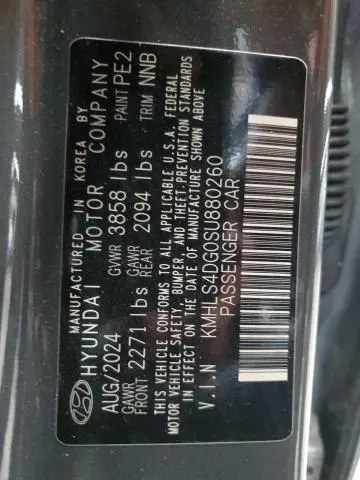 MANUFACTURED IN KOREA BY
HYUNDAI MOTOR COMPANY
AUG/2024 GVWR 3858 lbs PAINT PE2
GAWR FRONT 2271 lbs GAWR REAR 2094 lbs TRIM NNB
THIS VEHICLE CONFORMS TO ALL APPLICABLE U.S.A. FEDERAL
MOTOR VEHICLE SAFETY, BUMPER, AND THEFT PREVENTION STANDARDS
IN EFFECT ON THE DATE OF MANUFACTURE SHOWN ABOVE
V.I.N KMHLS4DG0SU880260
PASSENGER CAR